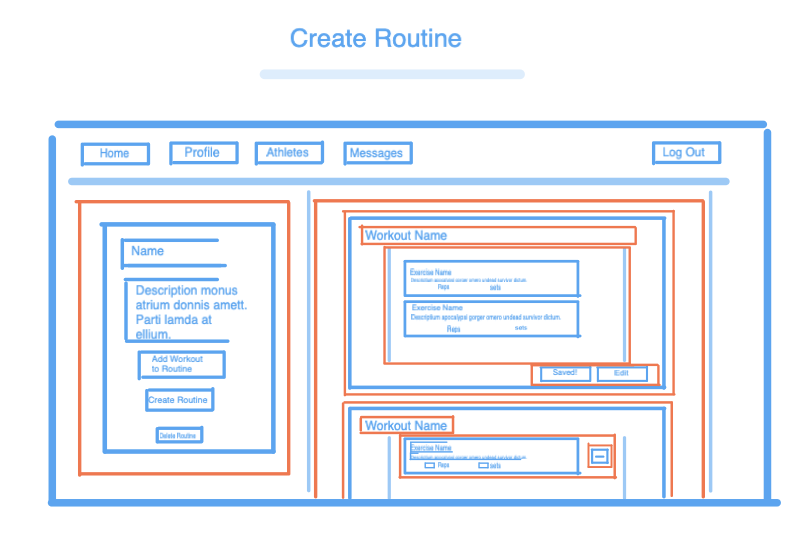 Create Routine
Home
Profile
Athletes
Messages
Log Out
Name
Description monus
atrium donnis amett.
Parti lamda at
ellium.
Add Workout
to Routine
Create Routine
Delete Routine
Workout Name
Exercise Name
Descriptium apocalypsi gorger omero undead survivor dictum.
Reps
sets
Exercise Name
Descriptium apocalypsi gorger omero undead survivor dictum.
Reps
sets
Saved!
Edit
Workout Name
Exercise Name
Descriptium apocalypsi gorger omero undead survivor dictum.
Reps
sets